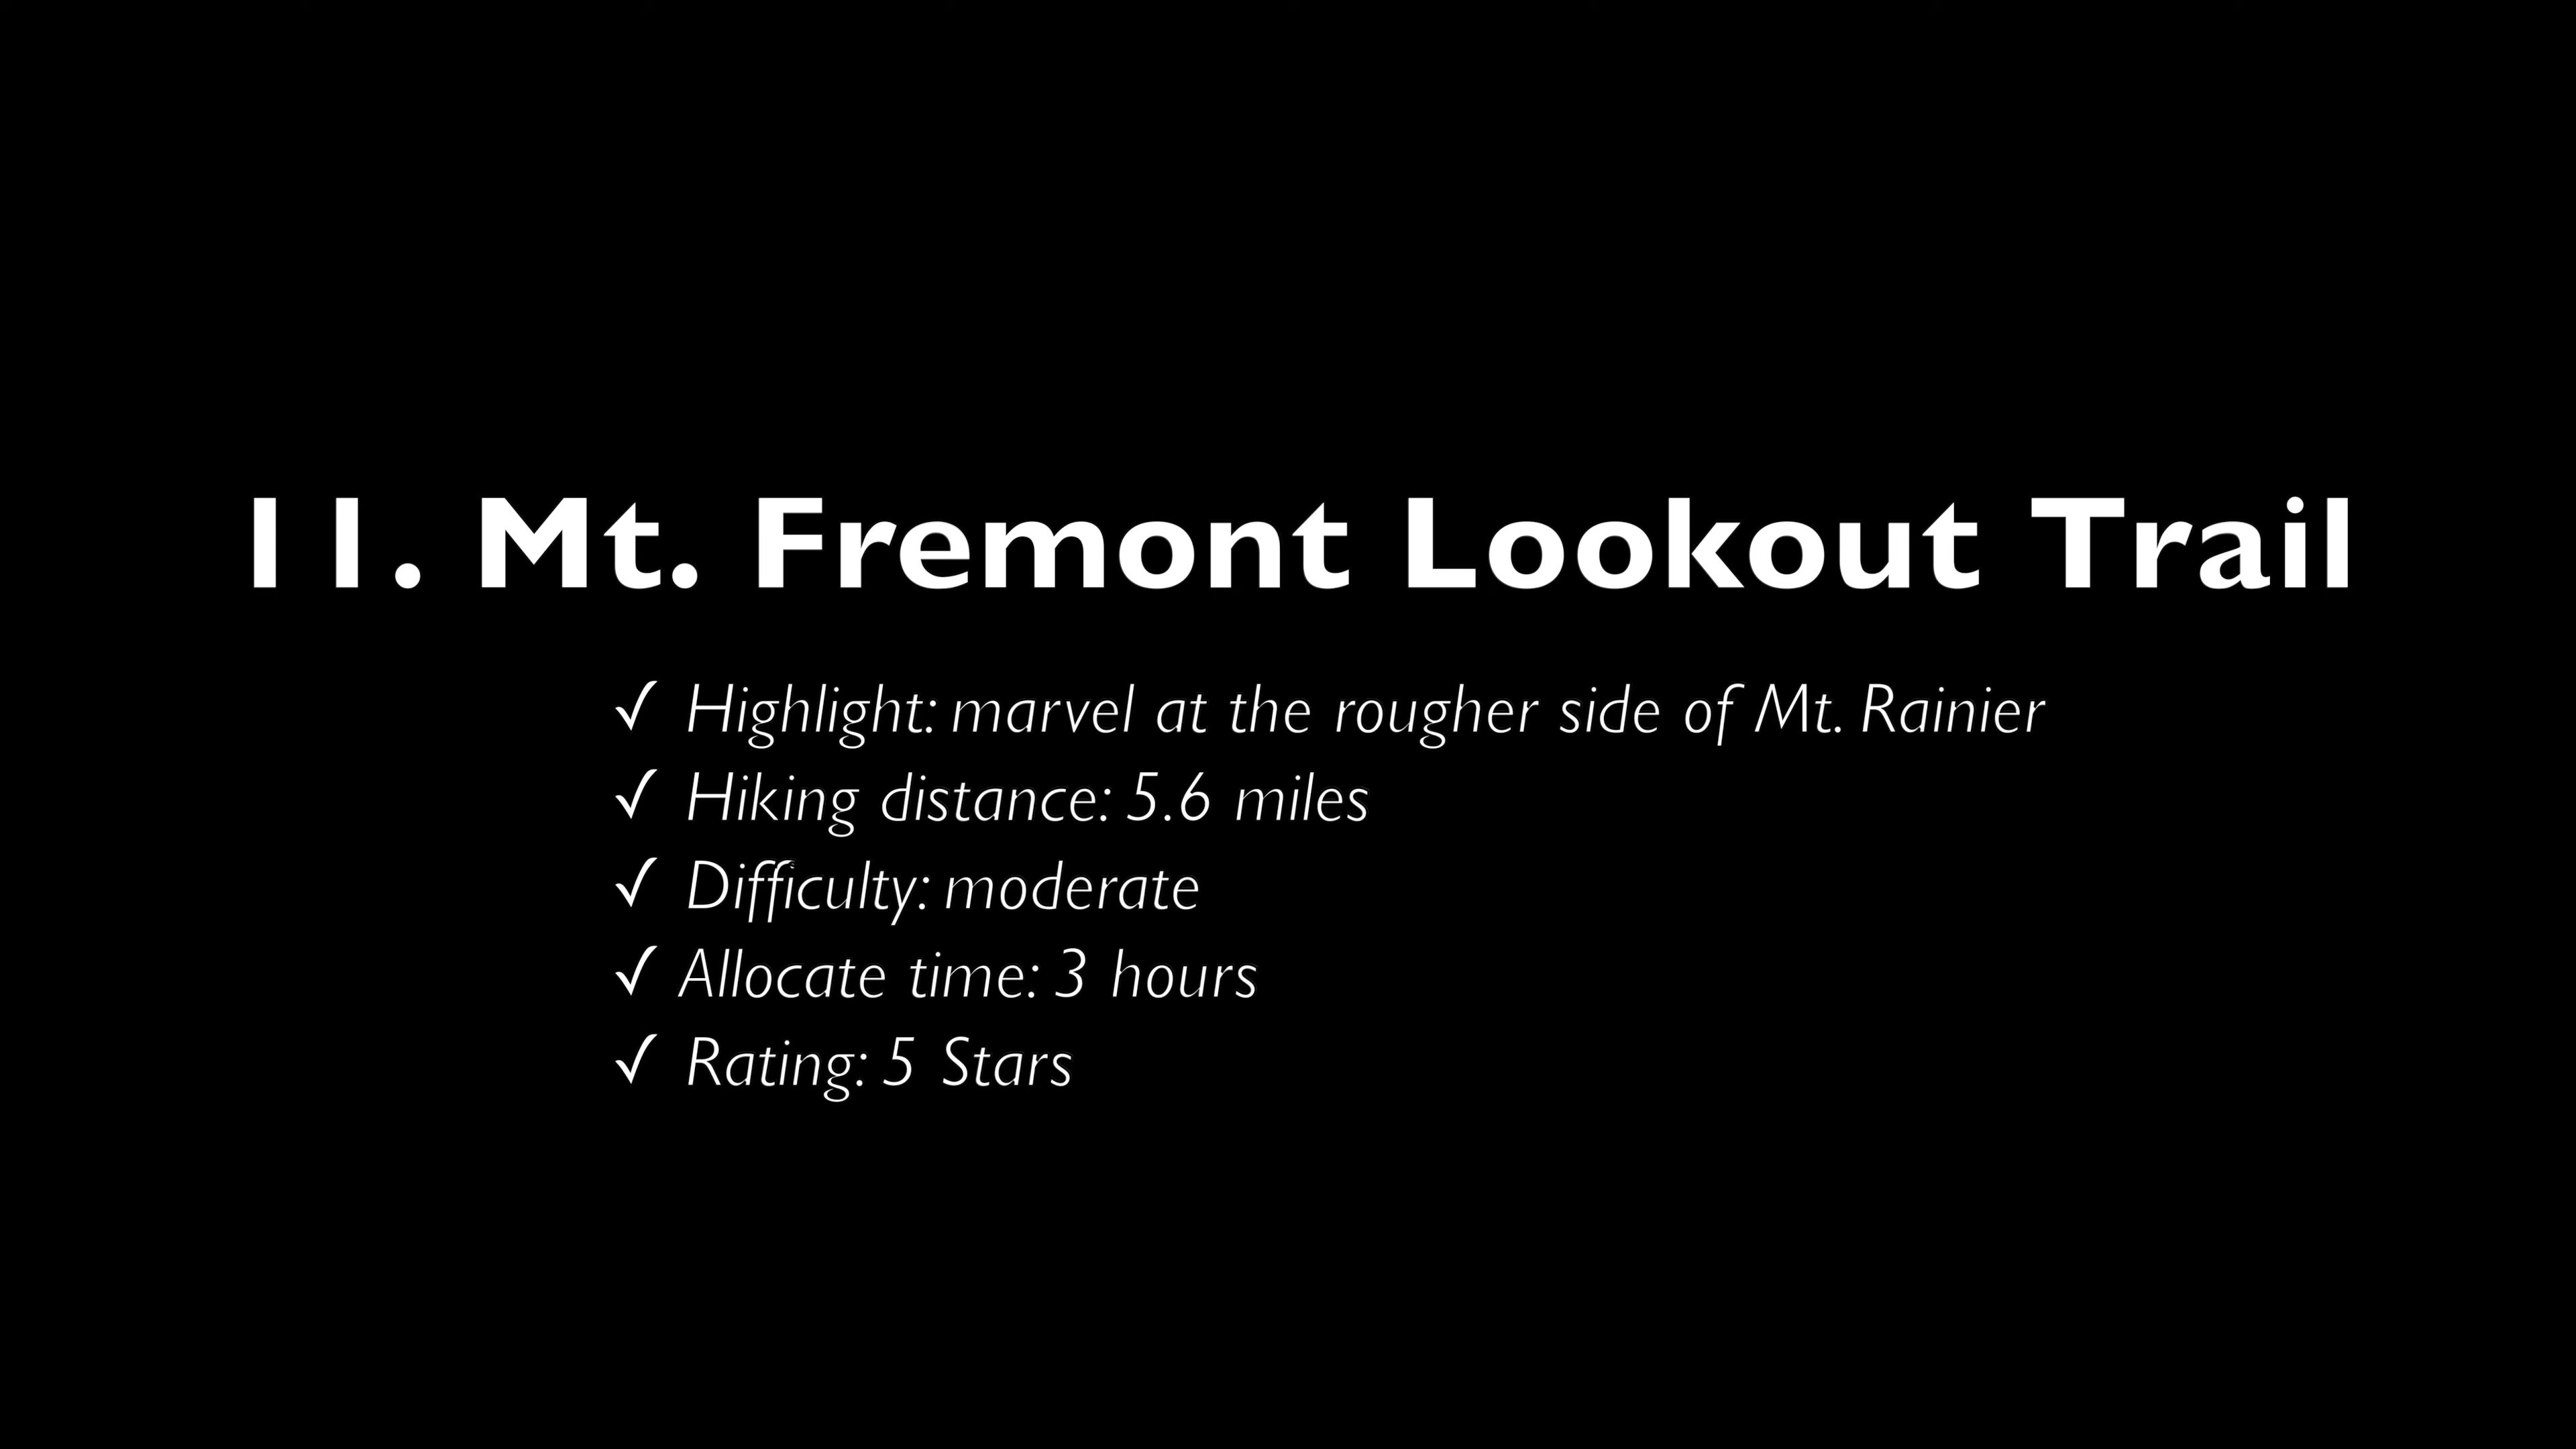 11. Mt. Fremont Lookout Trail
✓ Highlight: marvel at the rougher side of Mt. Rainier
✓ Hiking distance: 5.6 miles
✓ Difficulty: moderate
✓ Allocate time: 3 hours
✓ Rating: 5 Stars